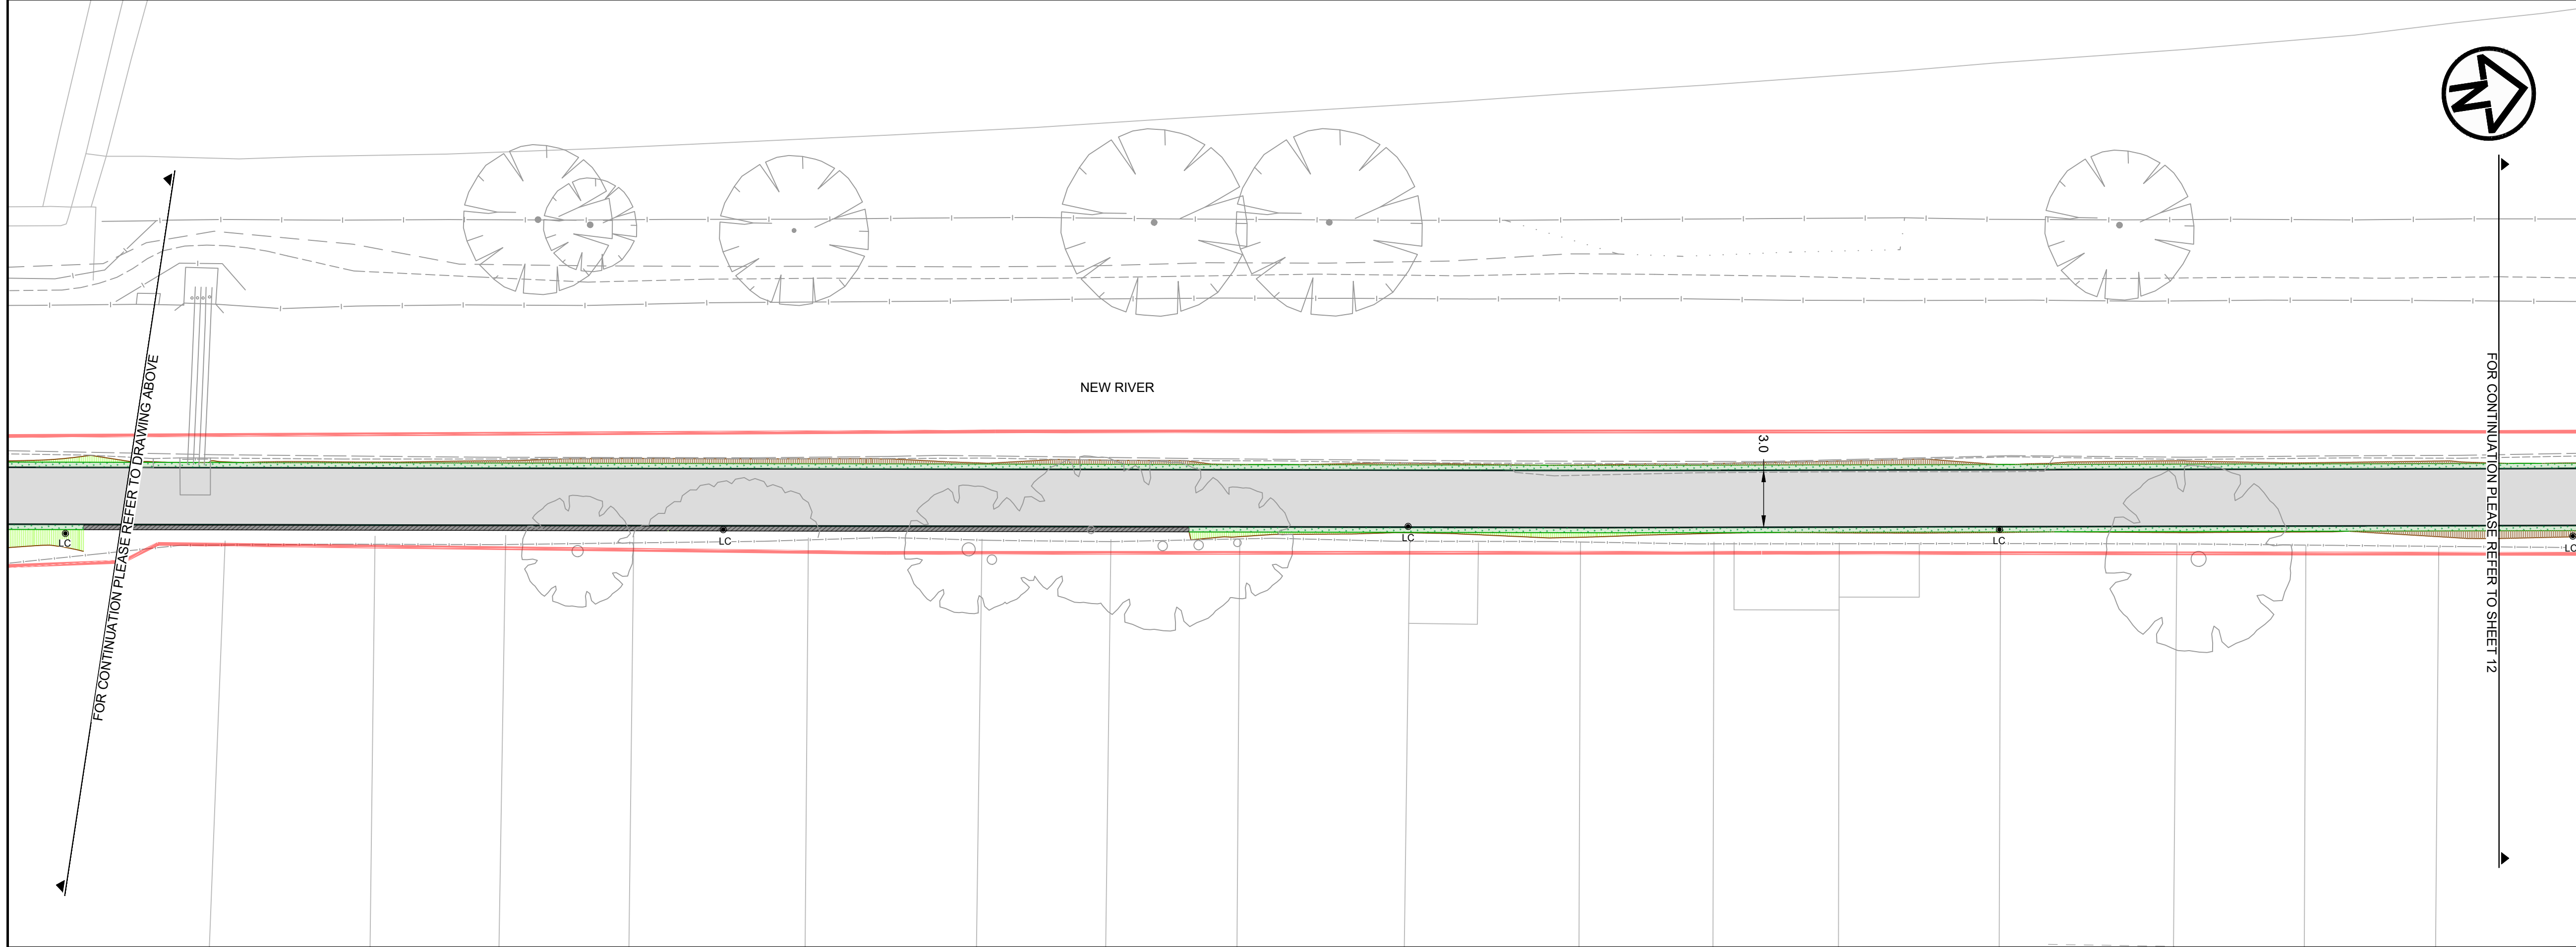 N
NEW RIVER
FOR CONTINUATION PLEASE REFER TO DRAWING ABOVE
FOR CONTINUATION PLEASE REFER TO SHEET 12
3.0
LC
LC
LC
LC
LC